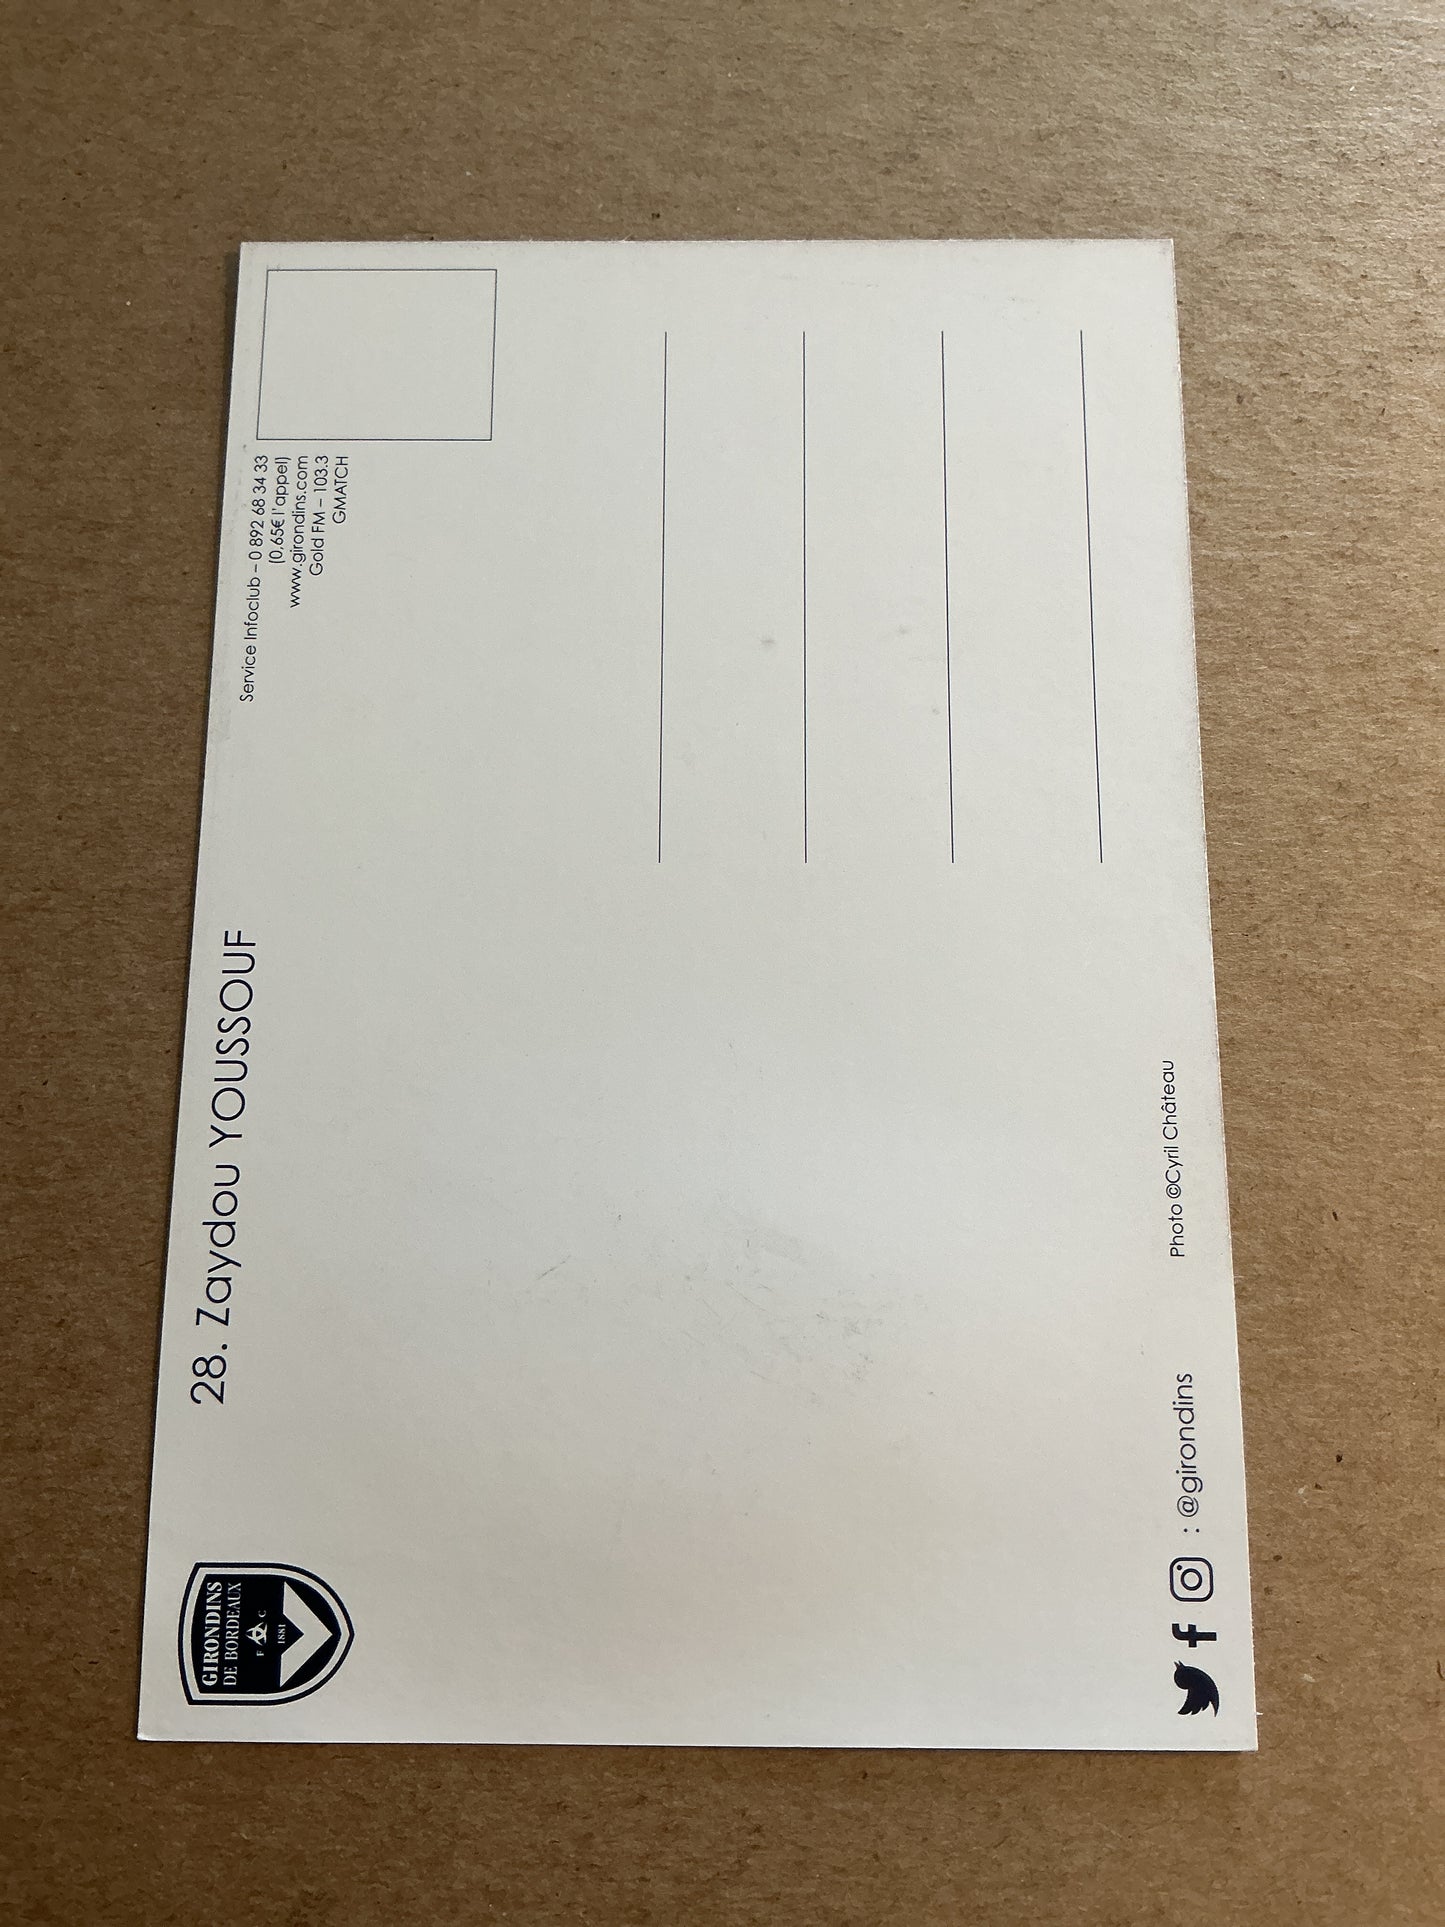 GIRONDINS
DE BORDEAUX
F C
1881
28. Zaydou YOUSSOUF
Service Infoclub – 0 892 68 34 33
(0,65€ l'appel)
www.girondins.com
Gold FM – 103.3
GMATCH
: @girondins
Photo ©Cyril Château